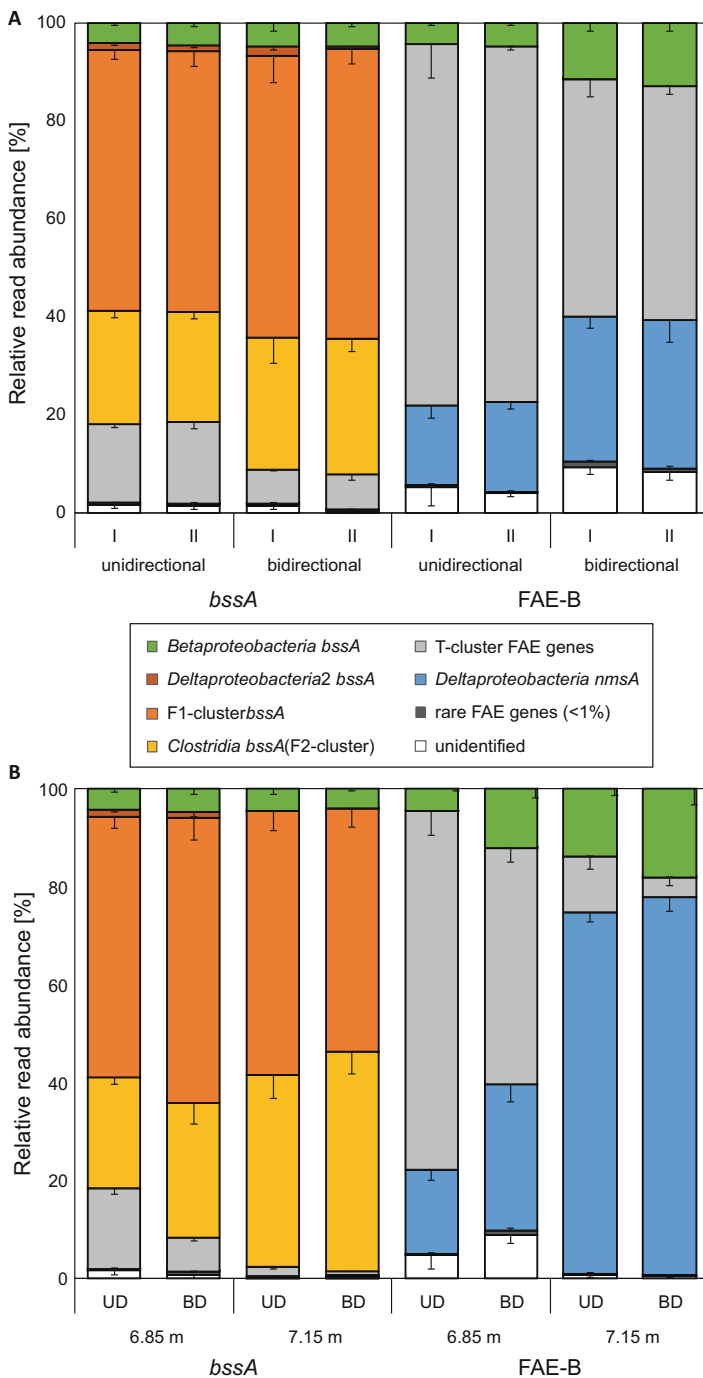 A
Relative read abundance [%]
100
80
60
40
20
0
I II I II I II I II
unidirectional bidirectional unidirectional bidirectional
bssA FAE-B
Betaproteobacteria bssA T-cluster FAE genes
Deltaproteobacteria2 bssA Deltaproteobacteria nmsA
F1-clusterbssA rare FAE genes (<1%)
Clostridia bssA(F2-cluster) unidentified
B
Relative read abundance [%]
100
80
60
40
20
0
UD BD UD BD UD BD UD BD
6.85 m 7.15 m 6.85 m 7.15 m
bssA FAE-B